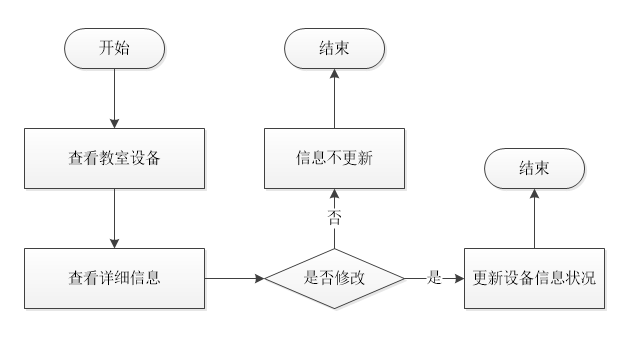 开始
结束
查看教室设备
信息不更新
结束
否
查看详细信息
是否修改
是
更新设备信息状况